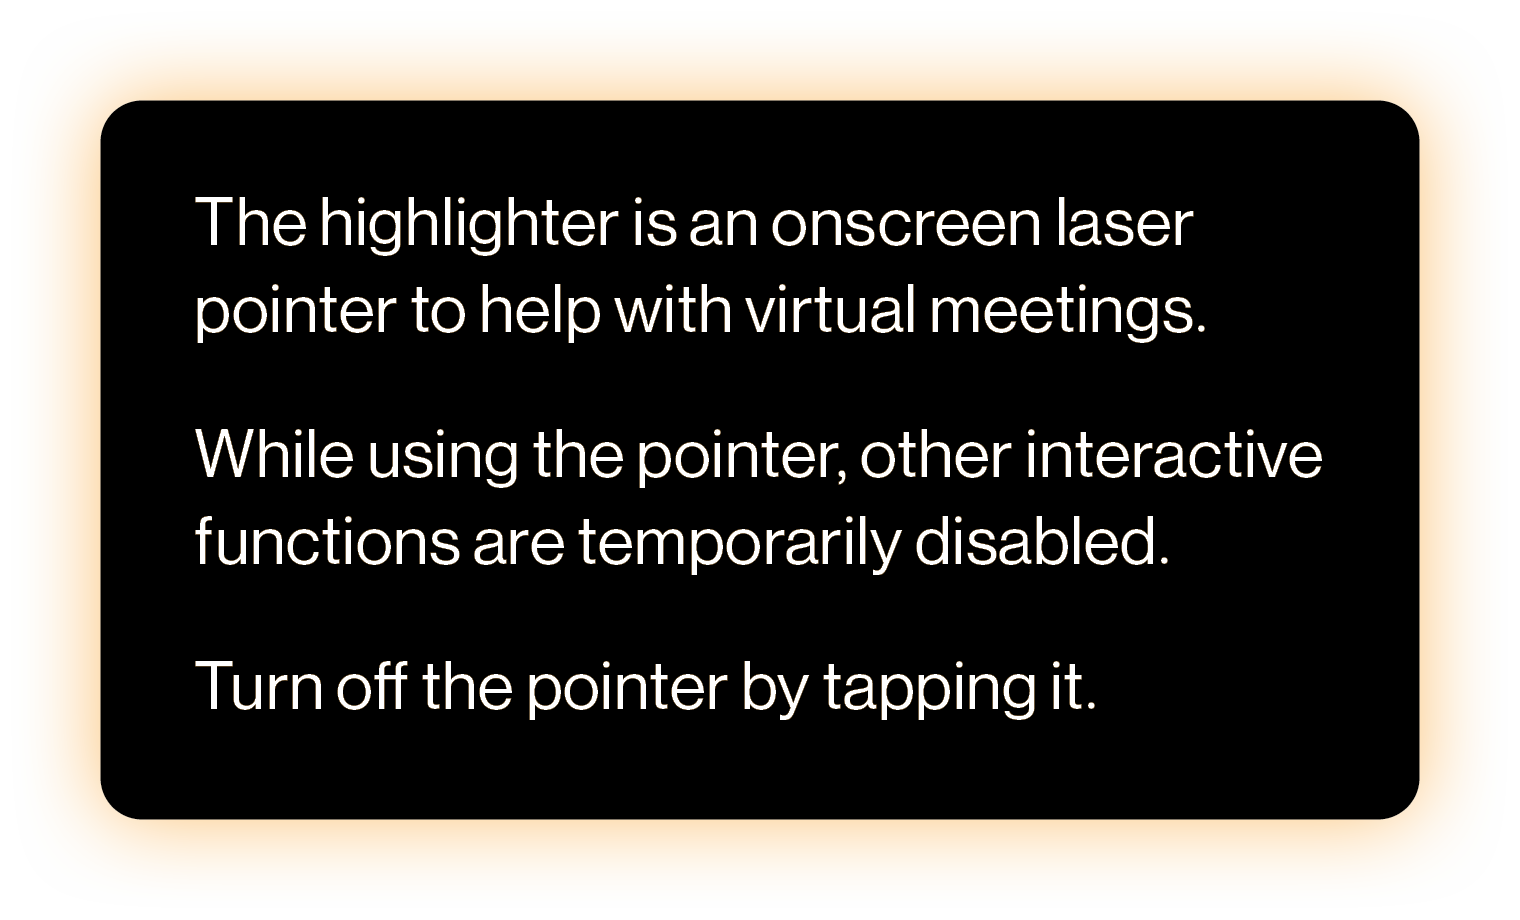 The highlighter is an onscreen laser
pointer to help with virtual meetings.
While using the pointer, other interactive
functions are temporarily disabled.
Turn off the pointer by tapping it.